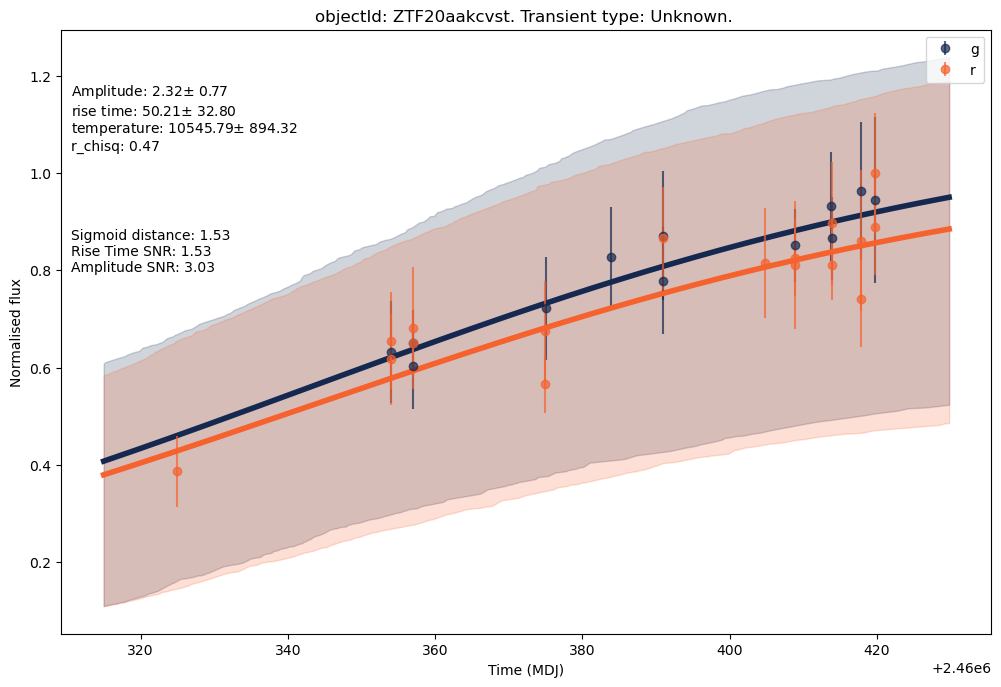 objectId: ZTF20aakcvst. Transient type: Unknown.
g
r
Amplitude: 2.32± 0.77
rise time: 50.21± 32.80
temperature: 10545.79± 894.32
r_chisq: 0.47
Sigmoid distance: 1.53
Rise Time SNR: 1.53
Amplitude SNR: 3.03
Normalised flux
1.2
1.0
0.8
0.6
0.4
0.2
320 340 360 380 400 420
Time (MDJ)
+2.46e6